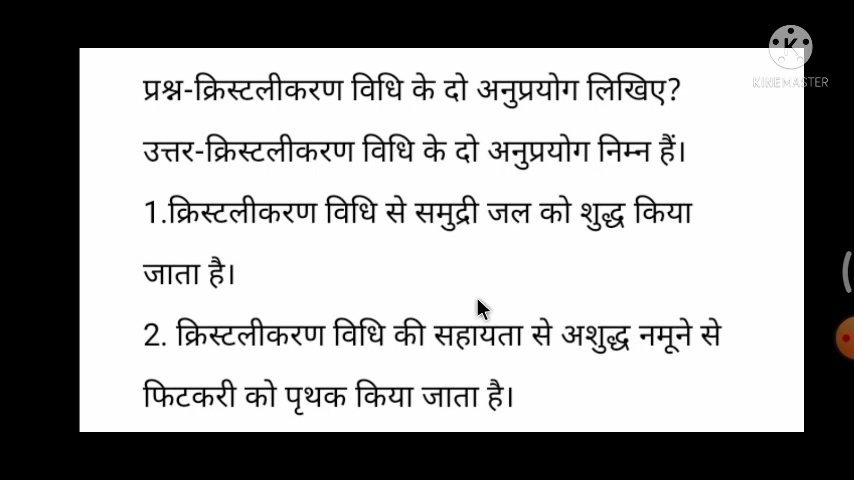 KINEMASTER
प्रश्न-क्रिस्टलीकरण विधि के दो अनुप्रयोग लिखिए?
उत्तर-क्रिस्टलीकरण विधि के दो अनुप्रयोग निम्न हैं।
1.क्रिस्टलीकरण विधि से समुद्री जल को शुद्ध किया
जाता है।
2. क्रिस्टलीकरण विधि की सहायता से अशुद्ध नमूने से
फिटकरी को पृथक किया जाता है।